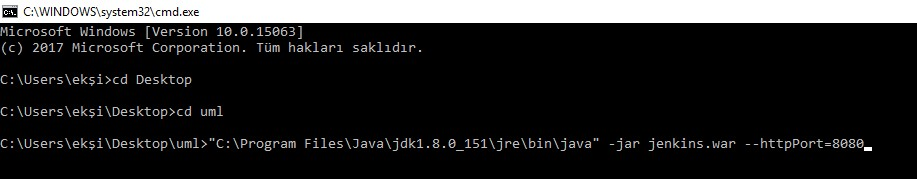 C:\WINDOWS\system32\cmd.exe
Microsoft Windows [Version 10.0.15063]
(c) 2017 Microsoft Corporation. Tüm hakları saklıdır.
C:\Users\ekşi>cd Desktop
C:\Users\ekşi\Desktop>cd uml
C:\Users\ekşi\Desktop\uml>"C:\Program Files\Java\jdk1.8.0_151\jre\bin\java" -jar jenkins.war --httpPort=8080